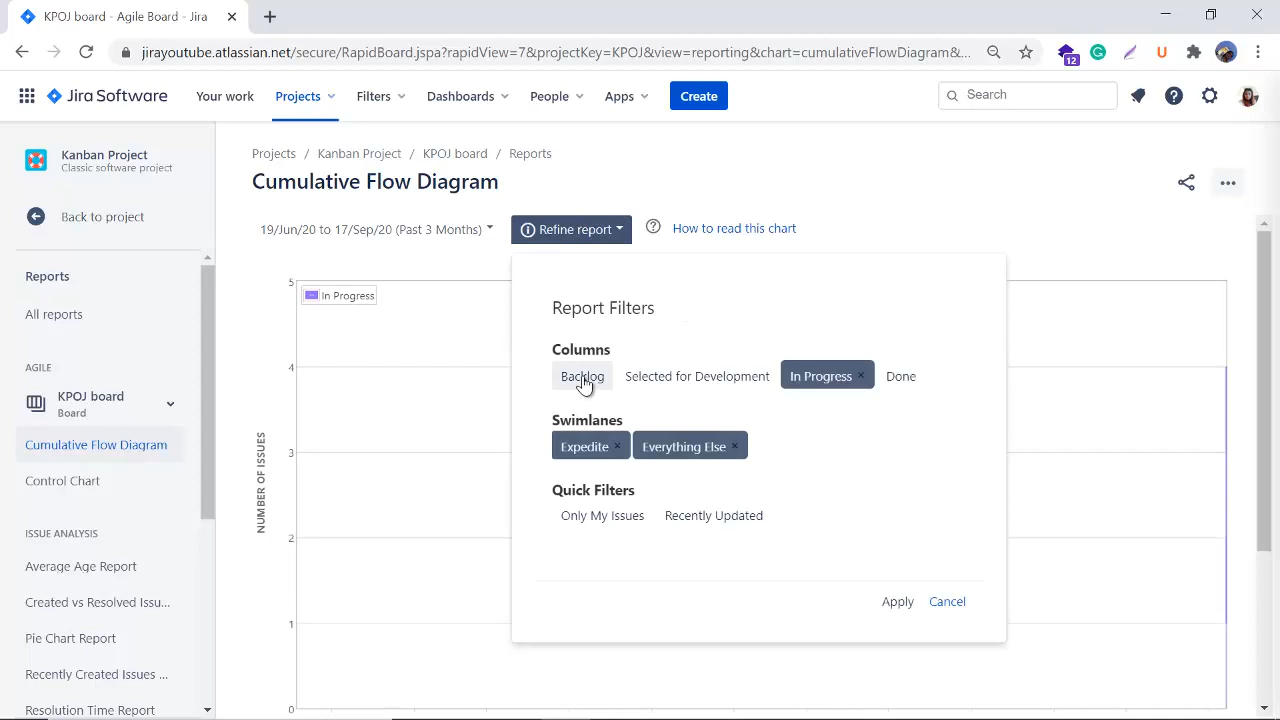 KPOJ board - Agile Board - Jira
jirayoutube.atlassian.net/secure/RapidBoard.jspa?rapidView=7&projectKey=KPOJ&view=reporting&chart=cumulativeFlowDiagram&...
12
Jira Software
Your work
Projects
Filters
Dashboards
People
Apps
Create
Search
Kanban Project
Classic software project
Back to project
Reports
All reports
AGILE
KPOJ board
Board
Cumulative Flow Diagram
Control Chart
ISSUE ANALYSIS
Average Age Report
Created vs Resolved Issu...
Pie Chart Report
Recently Created Issues ...
Resolution Time Report
Projects / Kanban Project / KPOJ board / Reports
Cumulative Flow Diagram
19/Jun/20 to 17/Sep/20 (Past 3 Months)
Refine report
How to read this chart
In Progress
NUMBER OF ISSUES
5
4
3
2
1
0
Report Filters
Columns
Backlog Selected for Development In Progress × Done
Swimlanes
Expedite × Everything Else ×
Quick Filters
Only My Issues Recently Updated
Apply Cancel